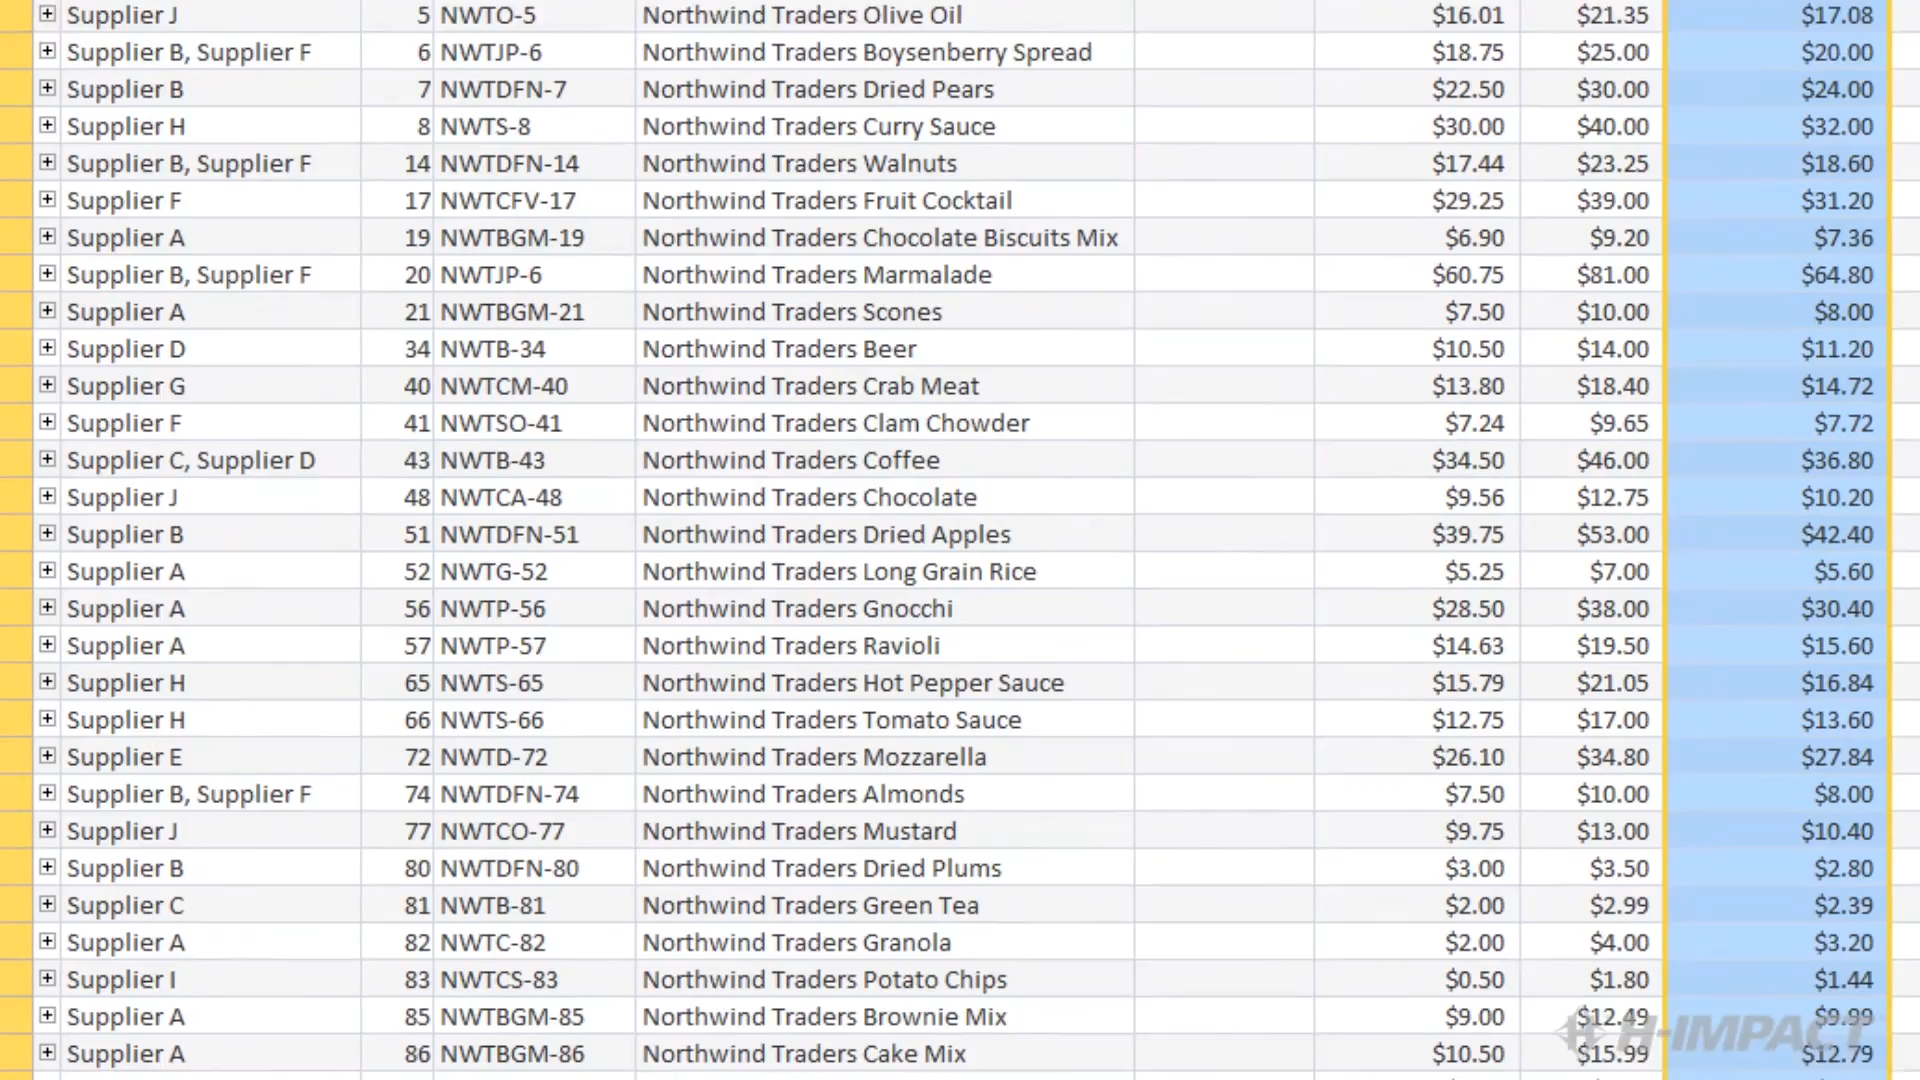 Supplier J 5 NWTO-5 Northwind Traders Olive Oil $16.01 $21.35 $17.08
Supplier B, Supplier F 6 NWTJP-6 Northwind Traders Boysenberry Spread $18.75 $25.00 $20.00
Supplier B 7 NWTDFN-7 Northwind Traders Dried Pears $22.50 $30.00 $24.00
Supplier H 8 NWTS-8 Northwind Traders Curry Sauce $30.00 $40.00 $32.00
Supplier B, Supplier F 14 NWTDFN-14 Northwind Traders Walnuts $17.44 $23.25 $18.60
Supplier F 17 NWTCFV-17 Northwind Traders Fruit Cocktail $29.25 $39.00 $31.20
Supplier A 19 NWTBGM-19 Northwind Traders Chocolate Biscuits Mix $6.90 $9.20 $7.36
Supplier B, Supplier F 20 NWTJP-6 Northwind Traders Marmalade $60.75 $81.00 $64.80
Supplier A 21 NWTBGM-21 Northwind Traders Scones $7.50 $10.00 $8.00
Supplier D 34 NWTB-34 Northwind Traders Beer $10.50 $14.00 $11.20
Supplier G 40 NWTCM-40 Northwind Traders Crab Meat $13.80 $18.40 $14.72
Supplier F 41 NWTSO-41 Northwind Traders Clam Chowder $7.24 $9.65 $7.72
Supplier C, Supplier D 43 NWTB-43 Northwind Traders Coffee $34.50 $46.00 $36.80
Supplier J 48 NWTCA-48 Northwind Traders Chocolate $9.56 $12.75 $10.20
Supplier B 51 NWTDFN-51 Northwind Traders Dried Apples $39.75 $53.00 $42.40
Supplier A 52 NWTG-52 Northwind Traders Long Grain Rice $5.25 $7.00 $5.60
Supplier A 56 NWTP-56 Northwind Traders Gnocchi $28.50 $38.00 $30.40
Supplier A 57 NWTP-57 Northwind Traders Ravioli $14.63 $19.50 $15.60
Supplier H 65 NWTS-65 Northwind Traders Hot Pepper Sauce $15.79 $21.05 $16.84
Supplier H 66 NWTS-66 Northwind Traders Tomato Sauce $12.75 $17.00 $13.60
Supplier E 72 NWTD-72 Northwind Traders Mozzarella $26.10 $34.80 $27.84
Supplier B, Supplier F 74 NWTDFN-74 Northwind Traders Almonds $7.50 $10.00 $8.00
Supplier J 77 NWTCO-77 Northwind Traders Mustard $9.75 $13.00 $10.40
Supplier B 80 NWTDFN-80 Northwind Traders Dried Plums $3.00 $3.50 $2.80
Supplier C 81 NWTB-81 Northwind Traders Green Tea $2.00 $2.99 $2.39
Supplier A 82 NWTC-82 Northwind Traders Granola $2.00 $4.00 $3.20
Supplier I 83 NWTCS-83 Northwind Traders Potato Chips $0.50 $1.80 $1.44
Supplier A 85 NWTBGM-85 Northwind Traders Brownie Mix $9.00 $12.49 $9.99
H-IMPACT
Supplier A 86 NWTBGM-86 Northwind Traders Cake Mix $10.50 $15.99 $12.79